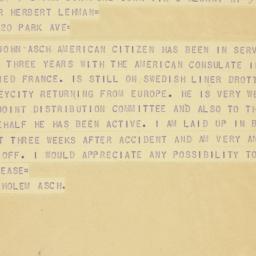 R HERBERT LEHMAN=
20 PARK AVE=
JOHN·ASCH AMERICAN CITIZEN HAS BEEN IN SERV
THREE YEARS WITH THE AMERICAN CONSULATE I
IED FRANCE. IS STILL ON SWEDISH LINER DROTT
EYCITY RETURNING FROM EUROPE. HE IS VERY WE
JOINT DISTRIBUTION COMMITTEE AND ALSO TO TH
EHALF HE HAS BEEN ACTIVE. I AM LAID UP IN B
T THREE WEEKS AFTER ACCIDENT AND AM VERY AN
OFF. I WOULD APPRECIATE ANY POSSIBILITY TO
EASE=
HOLEM ASCH.